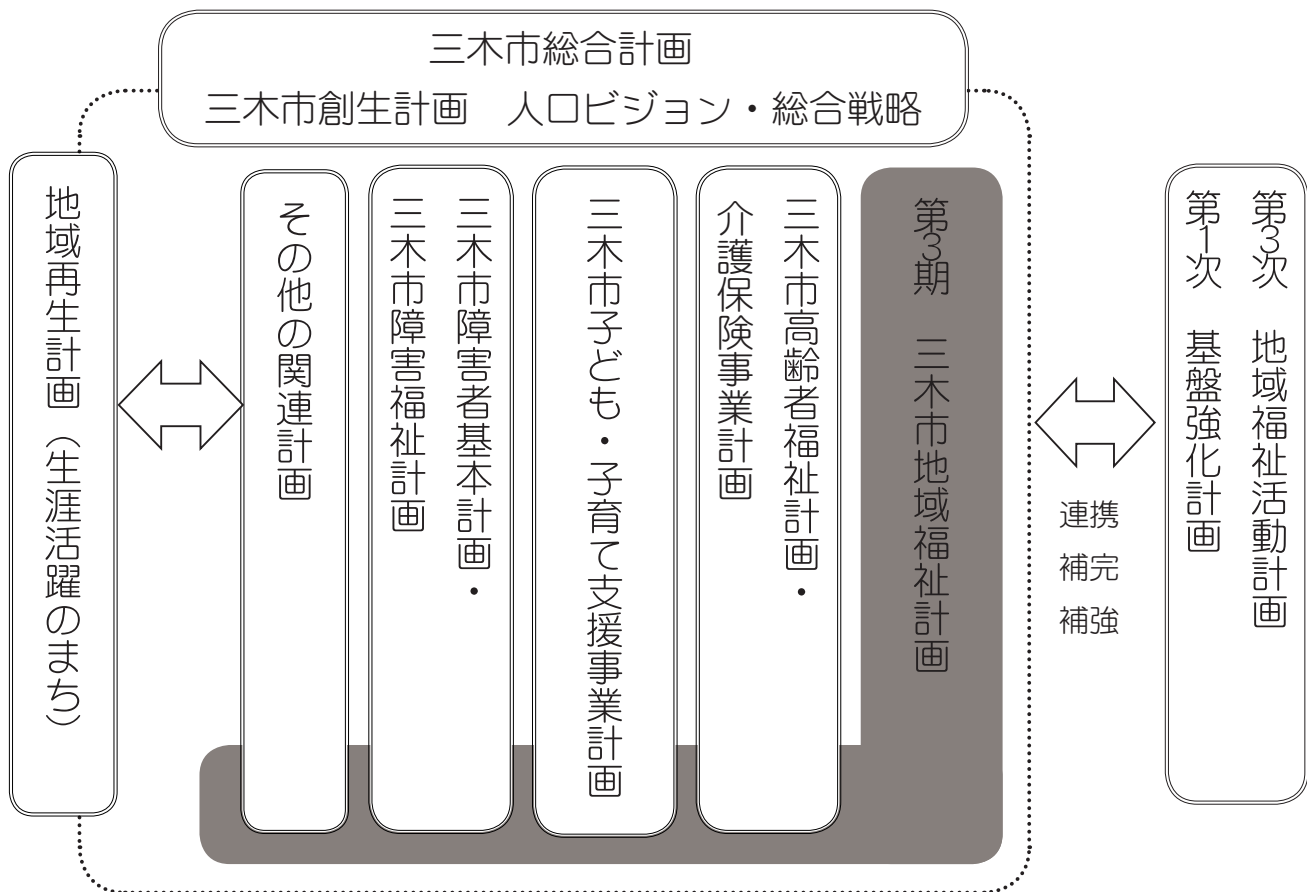 三木市総合計画
三木市創生計画　人口ビジョン・総合戦略
第3次　地域福祉活動計画
第1次　基盤強化計画
連携
補完
補強
第3期　三木市地域福祉計画
三木市高齢者福祉計画・
介護保険事業計画
三木市子ども・子育て支援事業計画
三木市障害者基本計画・
三木市障害福祉計画
その他の関連計画
地域再生計画（生涯活躍のまち）